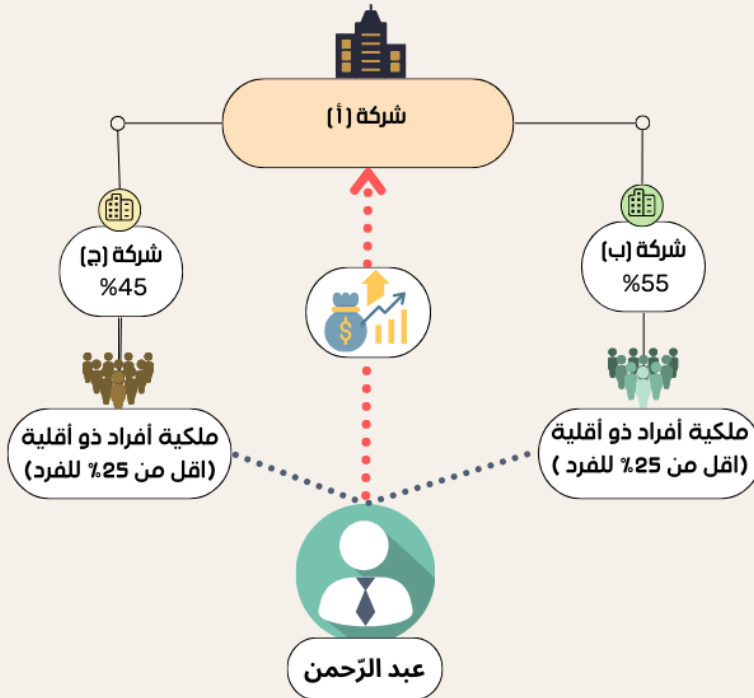 شركة (أ)
شركة (ب)
%55
شركة (ج)
%45
ملكية أفراد ذو أقلية
(اقل من 25% للفرد )
ملكية أفراد ذو أقلية
(اقل من 25% للفرد)
$
عبد الرّحمن